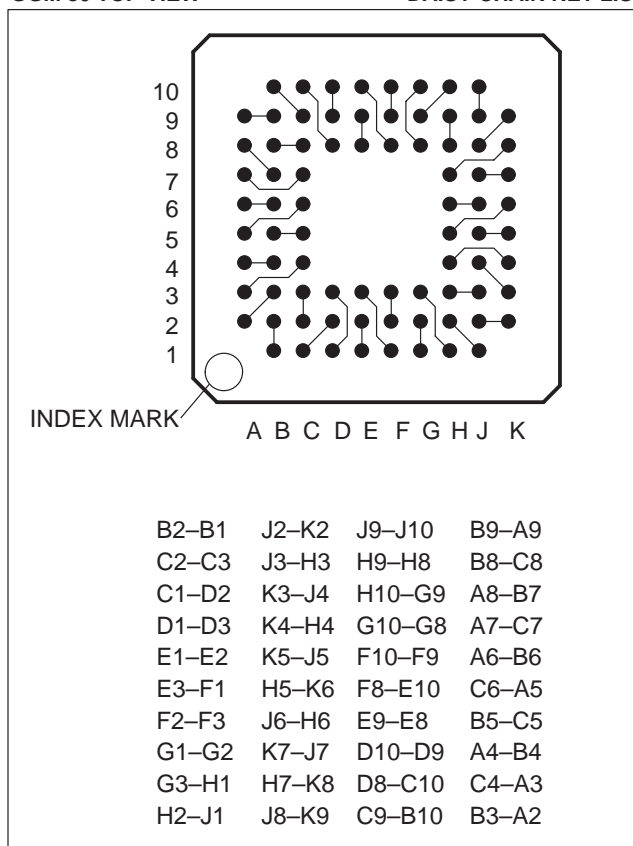 10
9
8
7
6
5
4
3
2
1
INDEX MARK
A B C D E F G H J K
B2–B1 J2–K2 J9–J10 B9–A9
C2–C3 J3–H3 H9–H8 B8–C8
C1–D2 K3–J4 H10–G9 A8–B7
D1–D3 K4–H4 G10–G8 A7–C7
E1–E2 K5–J5 F10–F9 A6–B6
E3–F1 H5–K6 F8–E10 C6–A5
F2–F3 J6–H6 E9–E8 B5–C5
G1–G2 K7–J7 D10–D9 A4–B4
G3–H1 H7–K8 D8–C10 C4–A3
H2–J1 J8–K9 C9–B10 B3–A2